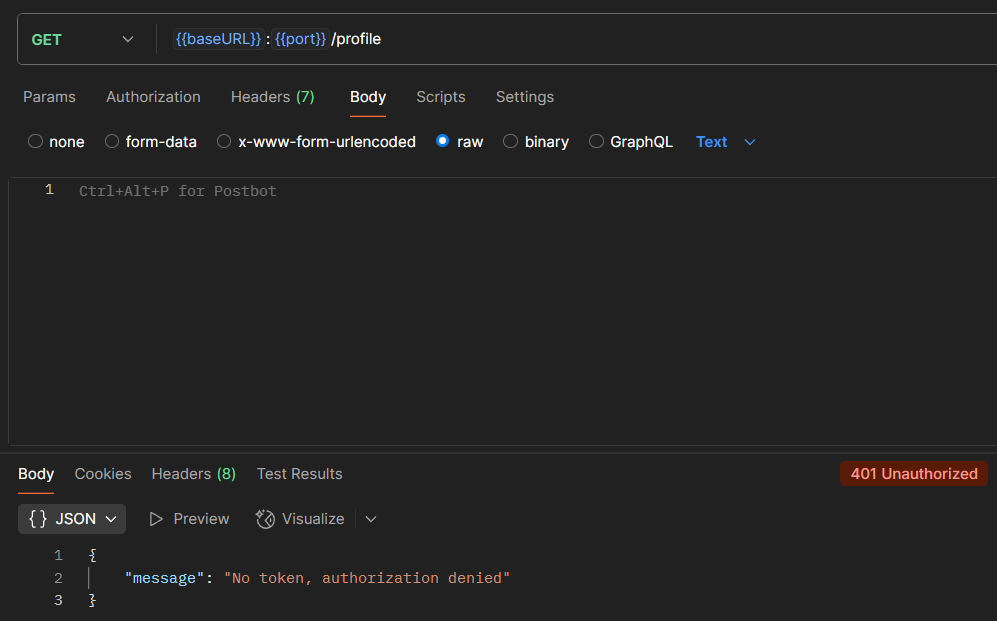 GET {{baseURL}} : {{port}} /profile
Params Authorization Headers (7) Body Scripts Settings
none form-data x-www-form-urlencoded raw binary GraphQL Text
1 Ctrl+Alt+P for Postbot
Body Cookies Headers (8) Test Results 401 Unauthorized
{} JSON Preview Visualize
1 {
2 "message": "No token, authorization denied"
3 }